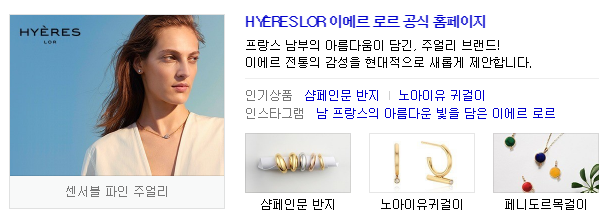 HYÈRES
LOR
센서블 파인 주얼리
HYÈRES LOR 이에르 로르 공식 홈페이지
프랑스 남부의 아름다움이 담긴, 주얼리 브랜드!
이에르 전통의 감성을 현대적으로 새롭게 제안합니다.
인기상품 샴페인문 반지 | 노아이유 귀걸이
인스타그램 남 프랑스의 아름다운 빛을 담은 이에르 로르
샴페인문 반지
노아이유귀걸이
페니도르목걸이